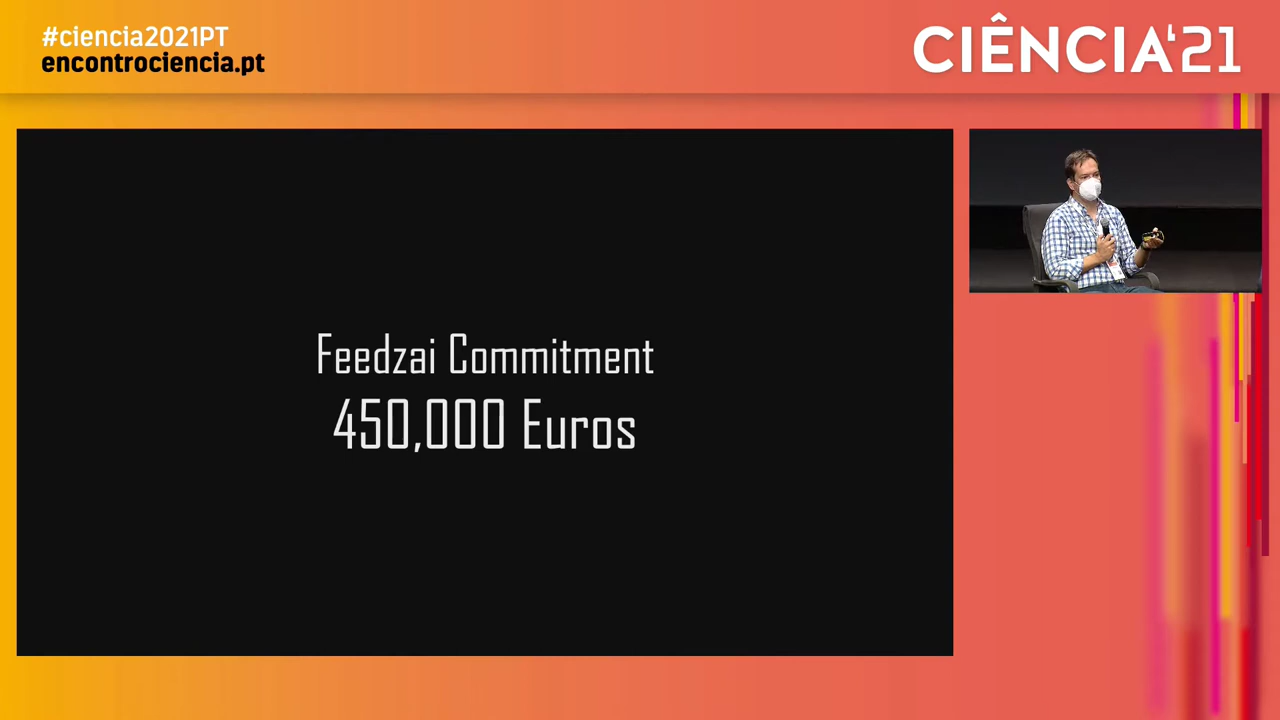 #ciencia2021PT
encontrociencia.pt
CIÊNCIA'21
Feedzai Commitment
450,000 Euros